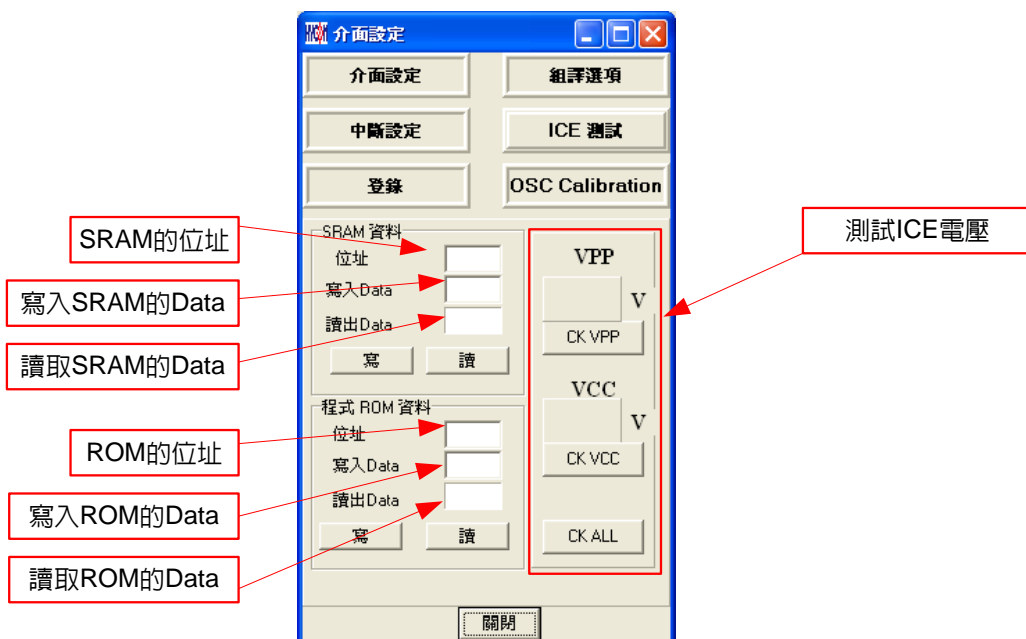 介面設定
介面設定
組譯選項
中斷設定
ICE 測試
登錄
OSC Calibration
SRAM的位址
寫入SRAM的Data
讀取SRAM的Data
ROM的位址
寫入ROM的Data
讀取ROM的Data
SRAM 資料
位址
寫入Data
讀出Data
寫
讀
程式 ROM 資料
位址
寫入Data
讀出Data
寫
讀
VPP
V
CK VPP
VCC
V
CK VCC
CK ALL
測試ICE電壓
關閉